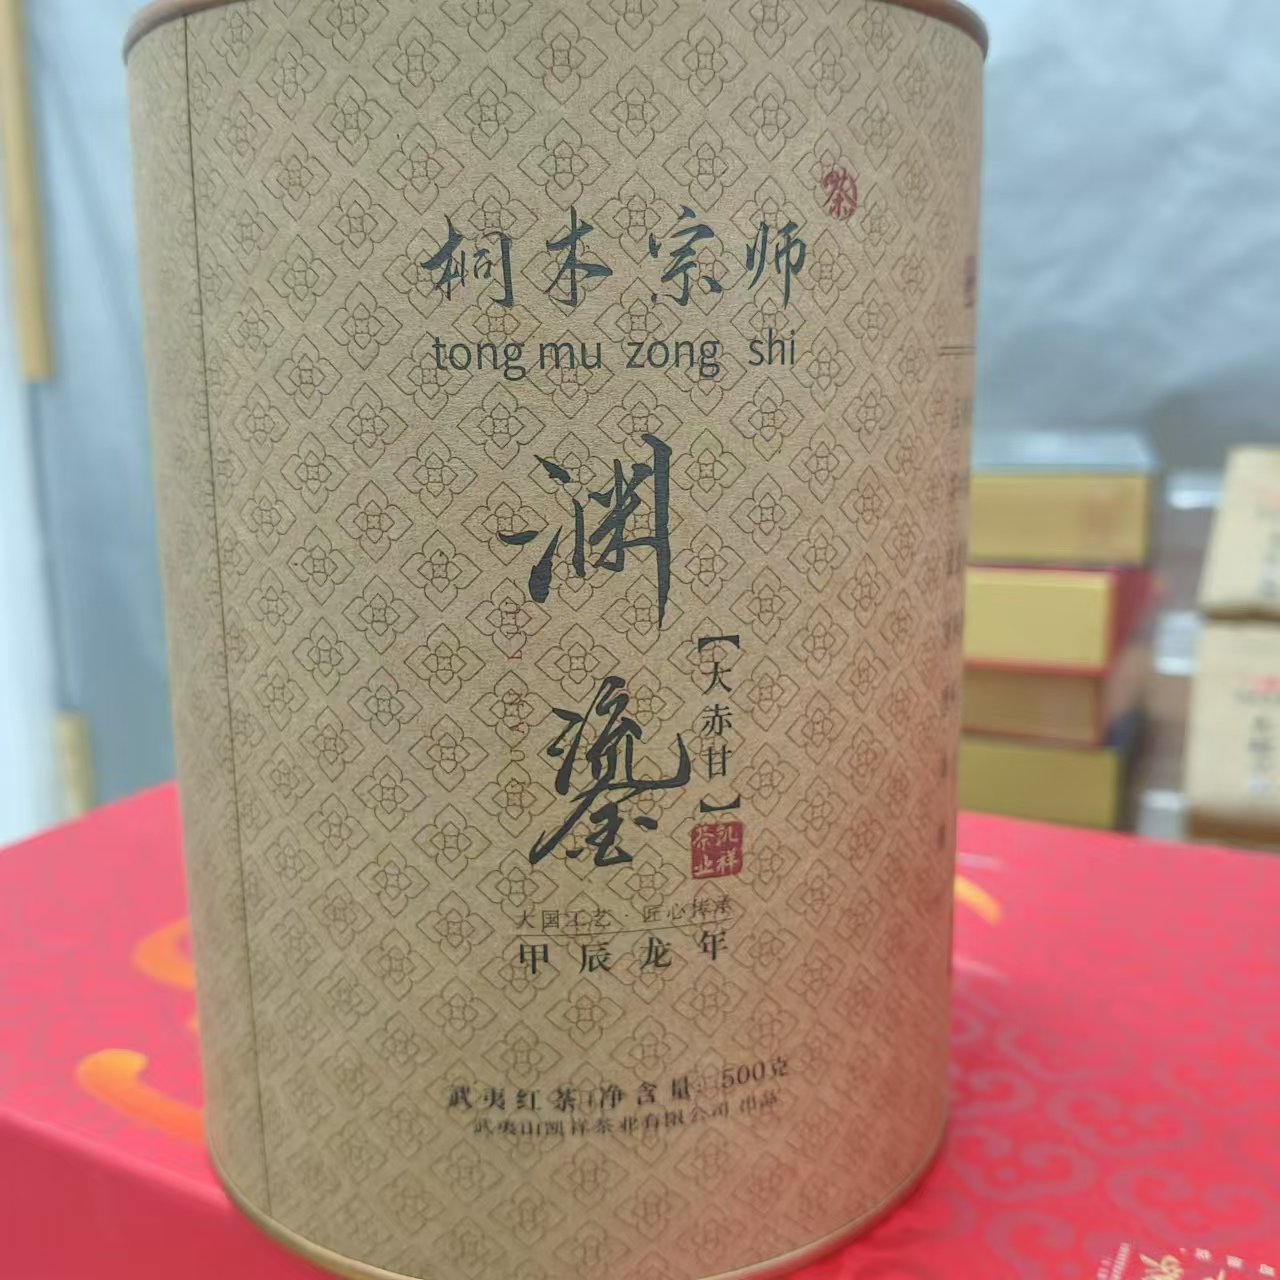 茶
桐木宗师
tong mu zong shi
渊
鎏
【大赤甘】
凯祥茶业
大国工艺·匠心传承
甲辰龙年
武夷红茶 净含量:500克
武夷山凯祥茶业有限公司 出品